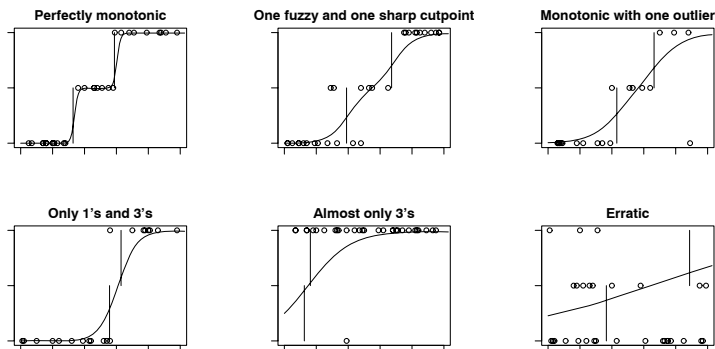 Perfectly monotonic
One fuzzy and one sharp cutpoint
Monotonic with one outlier
Only 1's and 3's
Almost only 3's
Erratic